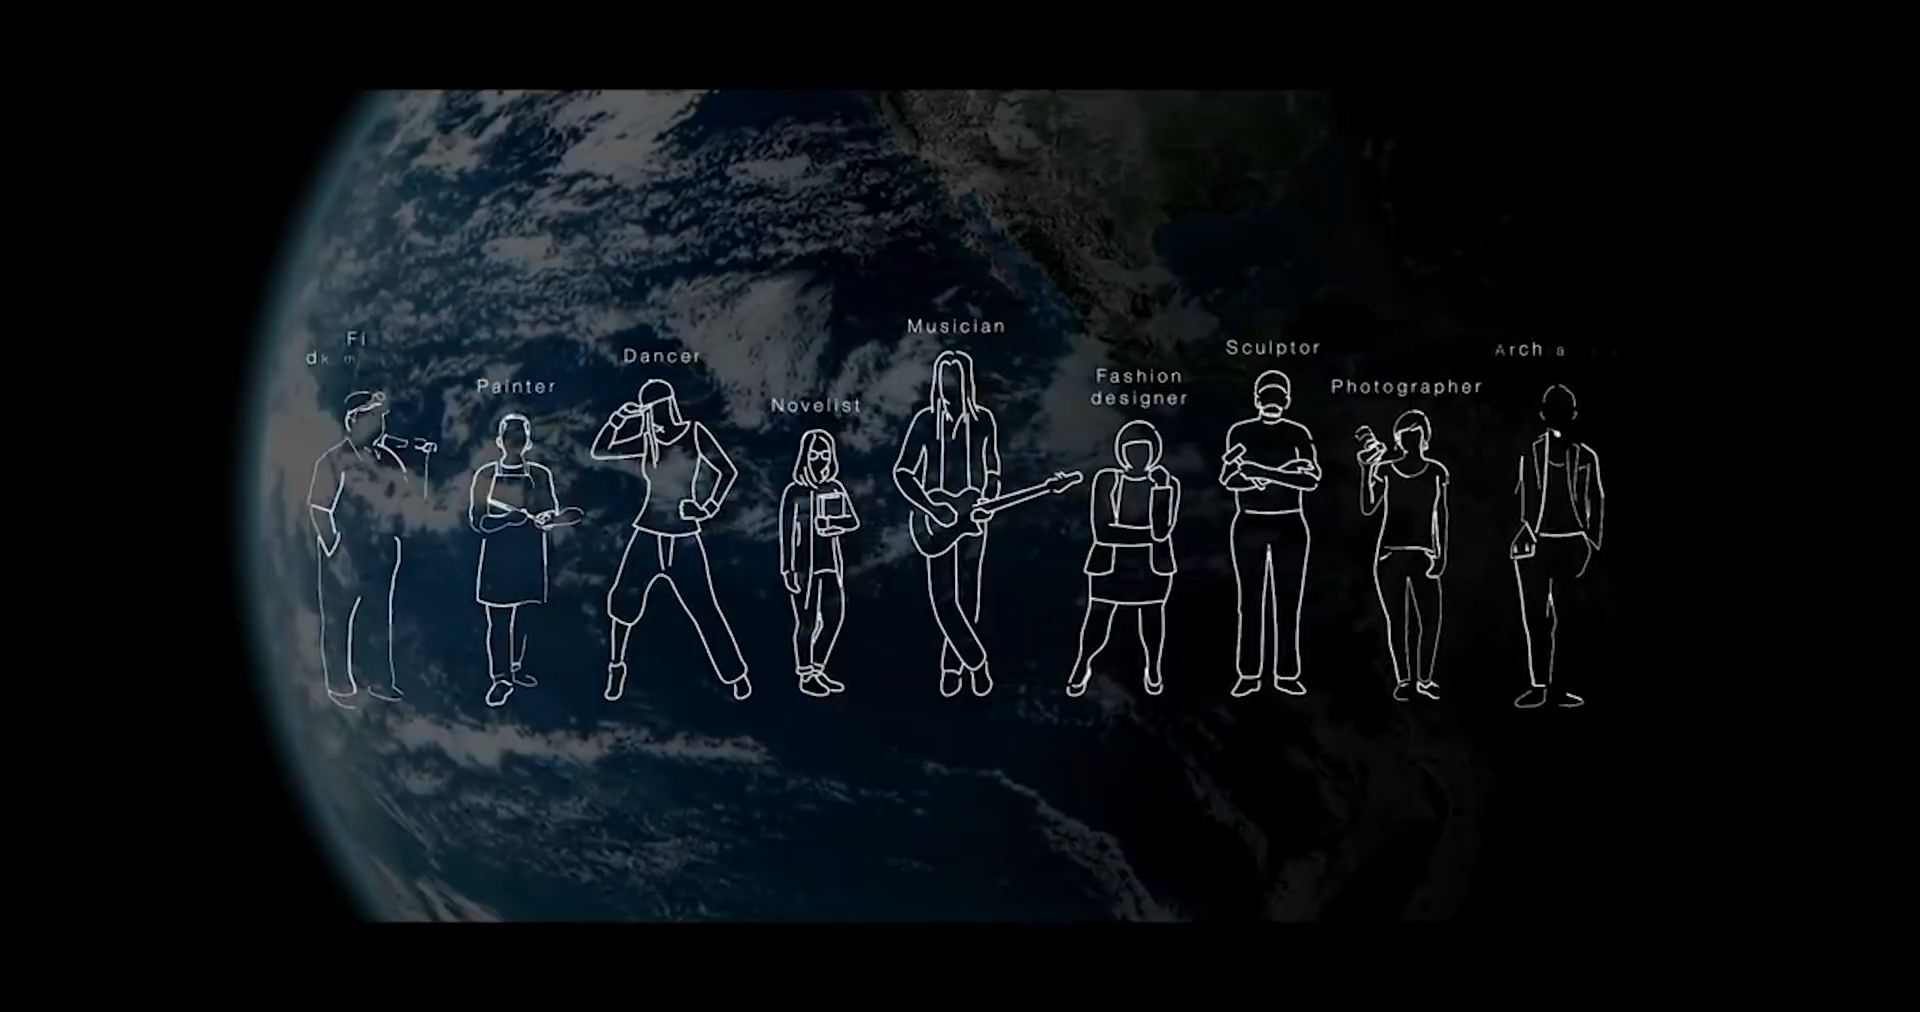 Painter
Dancer
Novelist
Musician
Fashion
designer
Sculptor
Photographer